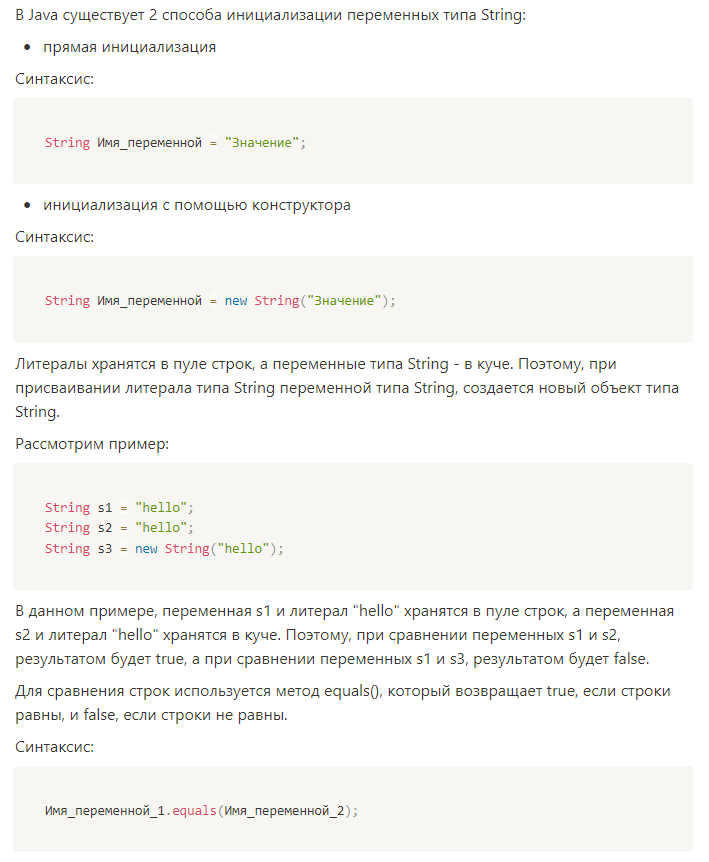 В Java существует 2 способа инициализации переменных типа String:
• прямая инициализация
Синтаксис:
String Имя_переменной = "Значение";
• инициализация с помощью конструктора
Синтаксис:
String Имя_переменной = new String("Значение");
Литералы хранятся в пуле строк, а переменные типа String - в куче. Поэтому, при
присваивании литерала типа String переменной типа String, создается новый объект типа
String.
Рассмотрим пример:
String s1 = "hello";
String s2 = "hello";
String s3 = new String("hello");
В данном примере, переменная s1 и литерал "hello" хранятся в пуле строк, а переменная
s2 и литерал "hello" хранятся в куче. Поэтому, при сравнении переменных s1 и s2,
результатом будет true, а при сравнении переменных s1 и s3, результатом будет false.
Для сравнения строк используется метод equals(), который возвращает true, если строки
равны, и false, если строки не равны.
Синтаксис:
Имя_переменной_1.equals(Имя_переменной_2);